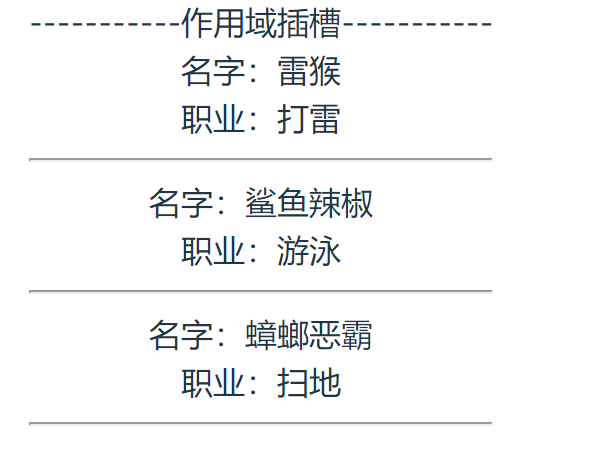 -----------作用域插槽-----------
名字：雷猴
职业：打雷
名字：鲨鱼辣椒
职业：游泳
名字：蟑螂恶霸
职业：扫地